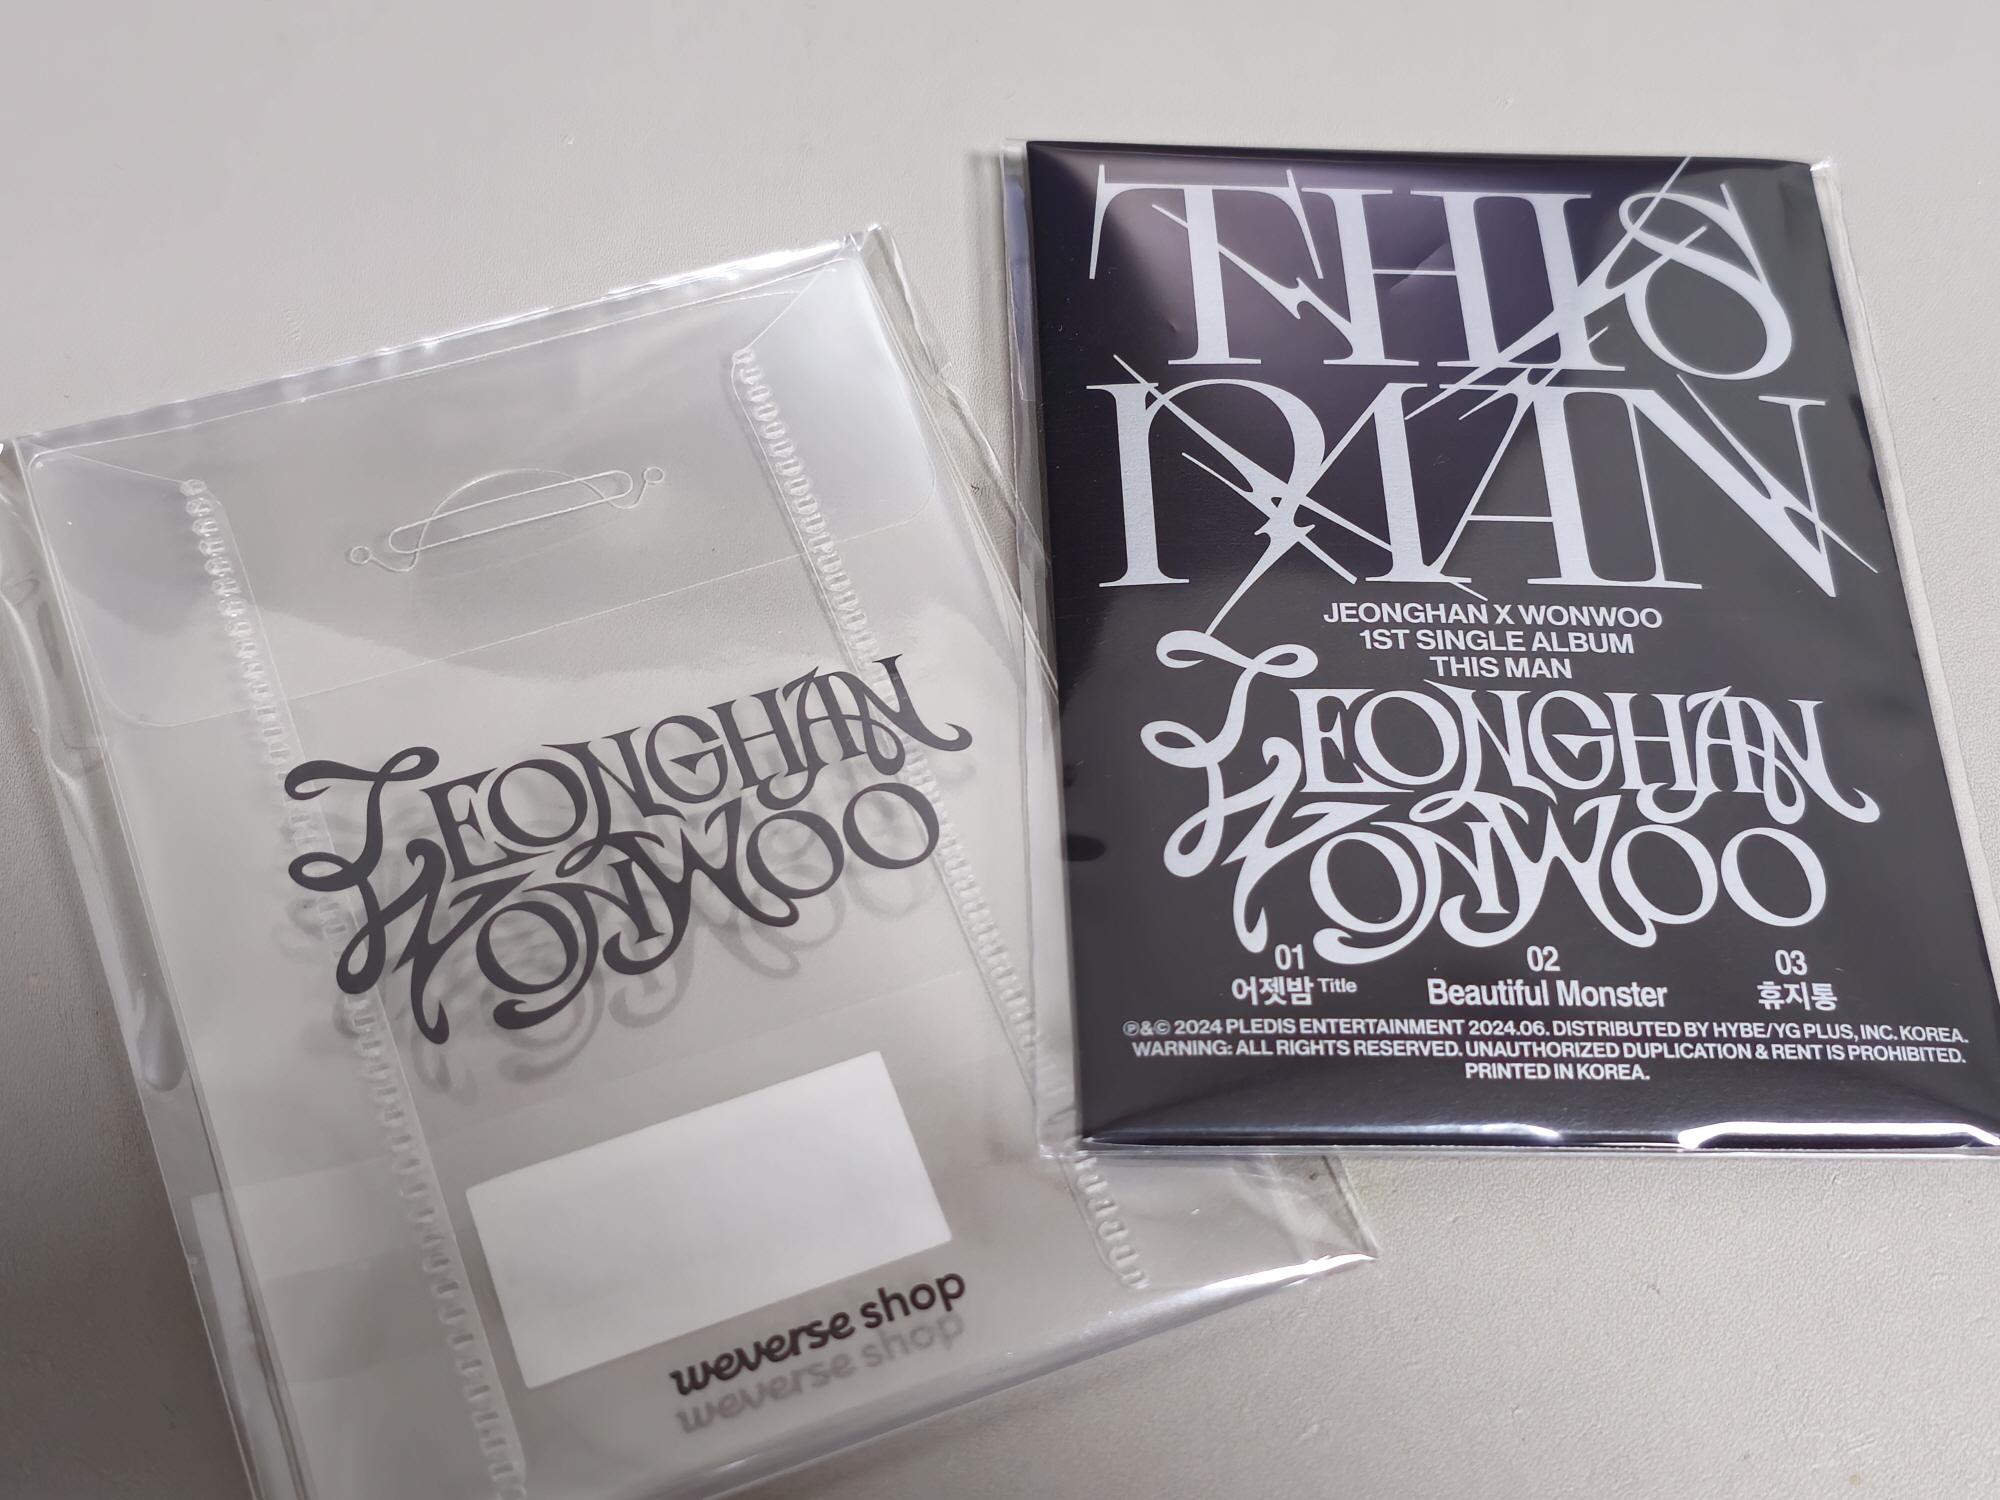 JEONGHAN
WONWOO
weverse shop
THIS
MAN
JEONGHAN X WONWOO
1ST SINGLE ALBUM
THIS MAN
JEONGHAN
WONWOO
01 02 03
어젯밤 Title Beautiful Monster 휴지통
℗&© 2024 PLEDIS ENTERTAINMENT 2024.06. DISTRIBUTED BY HYBE/YG PLUS, INC. KOREA.
WARNING: ALL RIGHTS RESERVED. UNAUTHORIZED DUPLICATION & RENT IS PROHIBITED.
PRINTED IN KOREA.